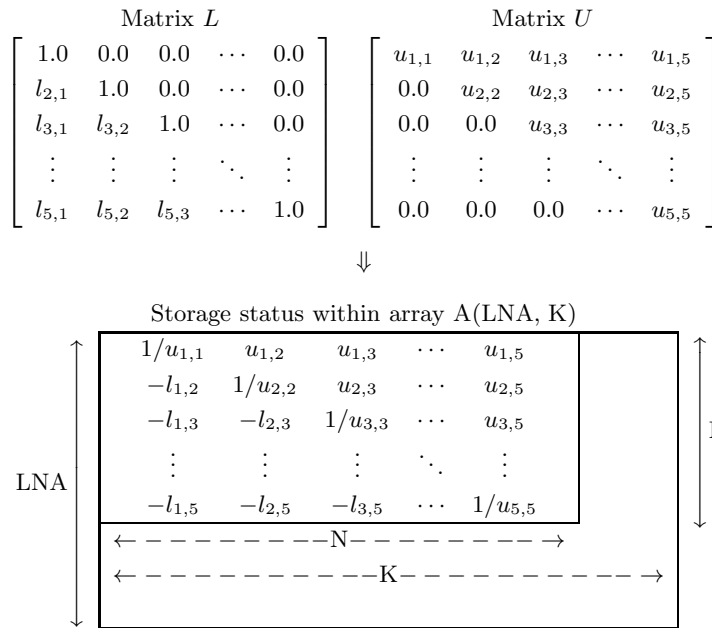 Matrix L Matrix U
1.0 0.0 0.0 ⋯ 0.0 u1,1 u1,2 u1,3 ⋯ u1,5
l2,1 1.0 0.0 ⋯ 0.0 0.0 u2,2 u2,3 ⋯ u2,5
l3,1 l3,2 1.0 ⋯ 0.0 0.0 0.0 u3,3 ⋯ u3,5
⋮ ⋮ ⋮ ⋱ ⋮ ⋮ ⋮ ⋮ ⋱ ⋮
l5,1 l5,2 l5,3 ⋯ 1.0 0.0 0.0 0.0 ⋯ u5,5
⇓
Storage status within array A(LNA, K)
1/u1,1 u1,2 u1,3 ⋯ u1,5
−l1,2 1/u2,2 u2,3 ⋯ u2,5
−l1,3 −l2,3 1/u3,3 ⋯ u3,5
LNA ⋮ ⋮ ⋮ ⋱ ⋮
−l1,5 −l2,5 −l3,5 ⋯ 1/u5,5
N
K